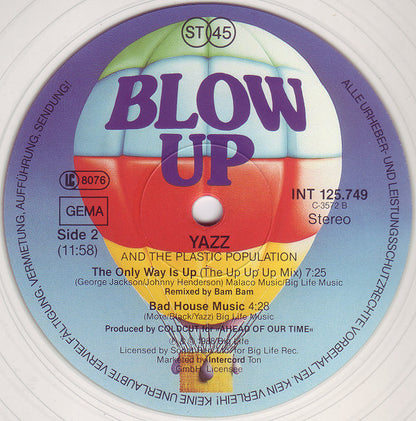 ST 45
BLOW
UP
LC 8076
GEMA
Side 2
(11:58)
INT 125.749
C-3572 B
Stereo
YAZZ
AND THE PLASTIC POPULATION
The Only Way Is Up (The Up Up Up Mix) 7:25
(George Jackson/Johnny Henderson) Malaco Music/Big Life Music
Remixed by Bam Bam
Bad House Music 4:28
(More/Black/Yazz) Big Life Music
Produced by COLDCUT for »AHEAD OF OUR TIME«
℗ © 1988 Big Life
Licensed by for Big Life Rec.
Marketed by Intercord Ton
GmbH. Licensee
ALLE URHEBER- UND LEISTUNGSSCHUTZRECHTE VORBEHALTEN. KEIN VERLEIH! KEINE UNERLAUBTE VERVIELFÄLTIGUNG, VERMIETUNG, AUFFÜHRUNG, SENDUNG!